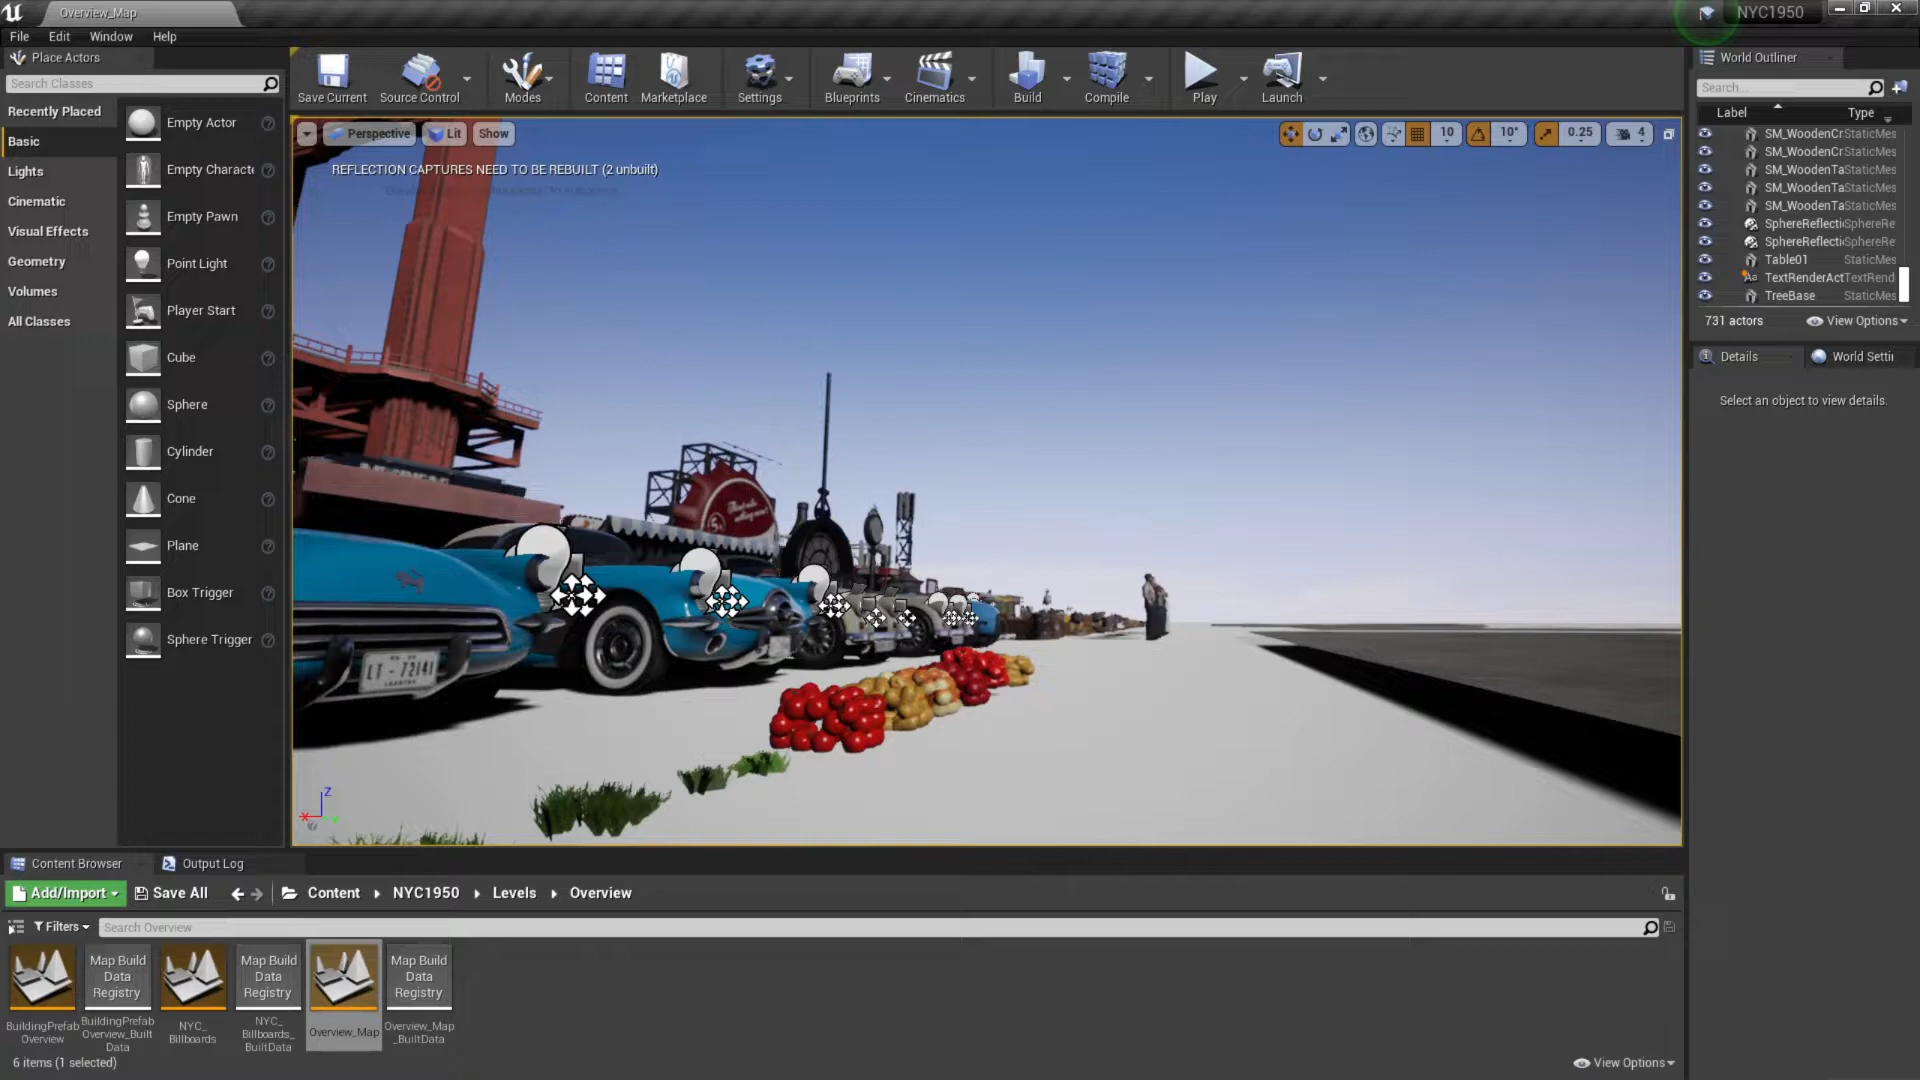 Overview_Map
NYC1950
File Edit Window Help
Place Actors
Search Classes
Recently Placed
Basic
Lights
Cinematic
Visual Effects
Geometry
Volumes
All Classes
Empty Actor
Empty Characte
Empty Pawn
Point Light
Player Start
Cube
Sphere
Cylinder
Cone
Plane
Box Trigger
Sphere Trigger
Save Current
Source Control
Modes
Content
Marketplace
Settings
Blueprints
Cinematics
Build
Compile
Play
Launch
Perspective
Lit
Show
10
10°
0.25
4
REFLECTION CAPTURES NEED TO BE REBUILT (2 unbuilt)
LT-72141
Z
X
Y
World Outliner
Search...
Label Type
SM_WoodenCr StaticMes
SM_WoodenCr StaticMes
SM_WoodenTa StaticMes
SM_WoodenTa StaticMes
SM_WoodenTa StaticMes
SphereReflecti SphereRe
SphereReflecti SphereRe
Table01 StaticMes
TextRenderAct TextRend
TreeBase StaticMes
731 actors
View Options
Details
World Setti
Select an object to view details.
Content Browser
Output Log
Add/Import
Save All
Content
NYC1950
Levels
Overview
Filters
Search Overview
BuildingPrefab
Overview
Map Build
Data
Registry
BuildingPrefab
Overview_Built
Data
NYC_
Billboards
Map Build
Data
Registry
NYC_
Billboards_
BuiltData
Overview_Map
Map Build
Data
Registry
Overview_Map
_BuiltData
6 items (1 selected)
View Options